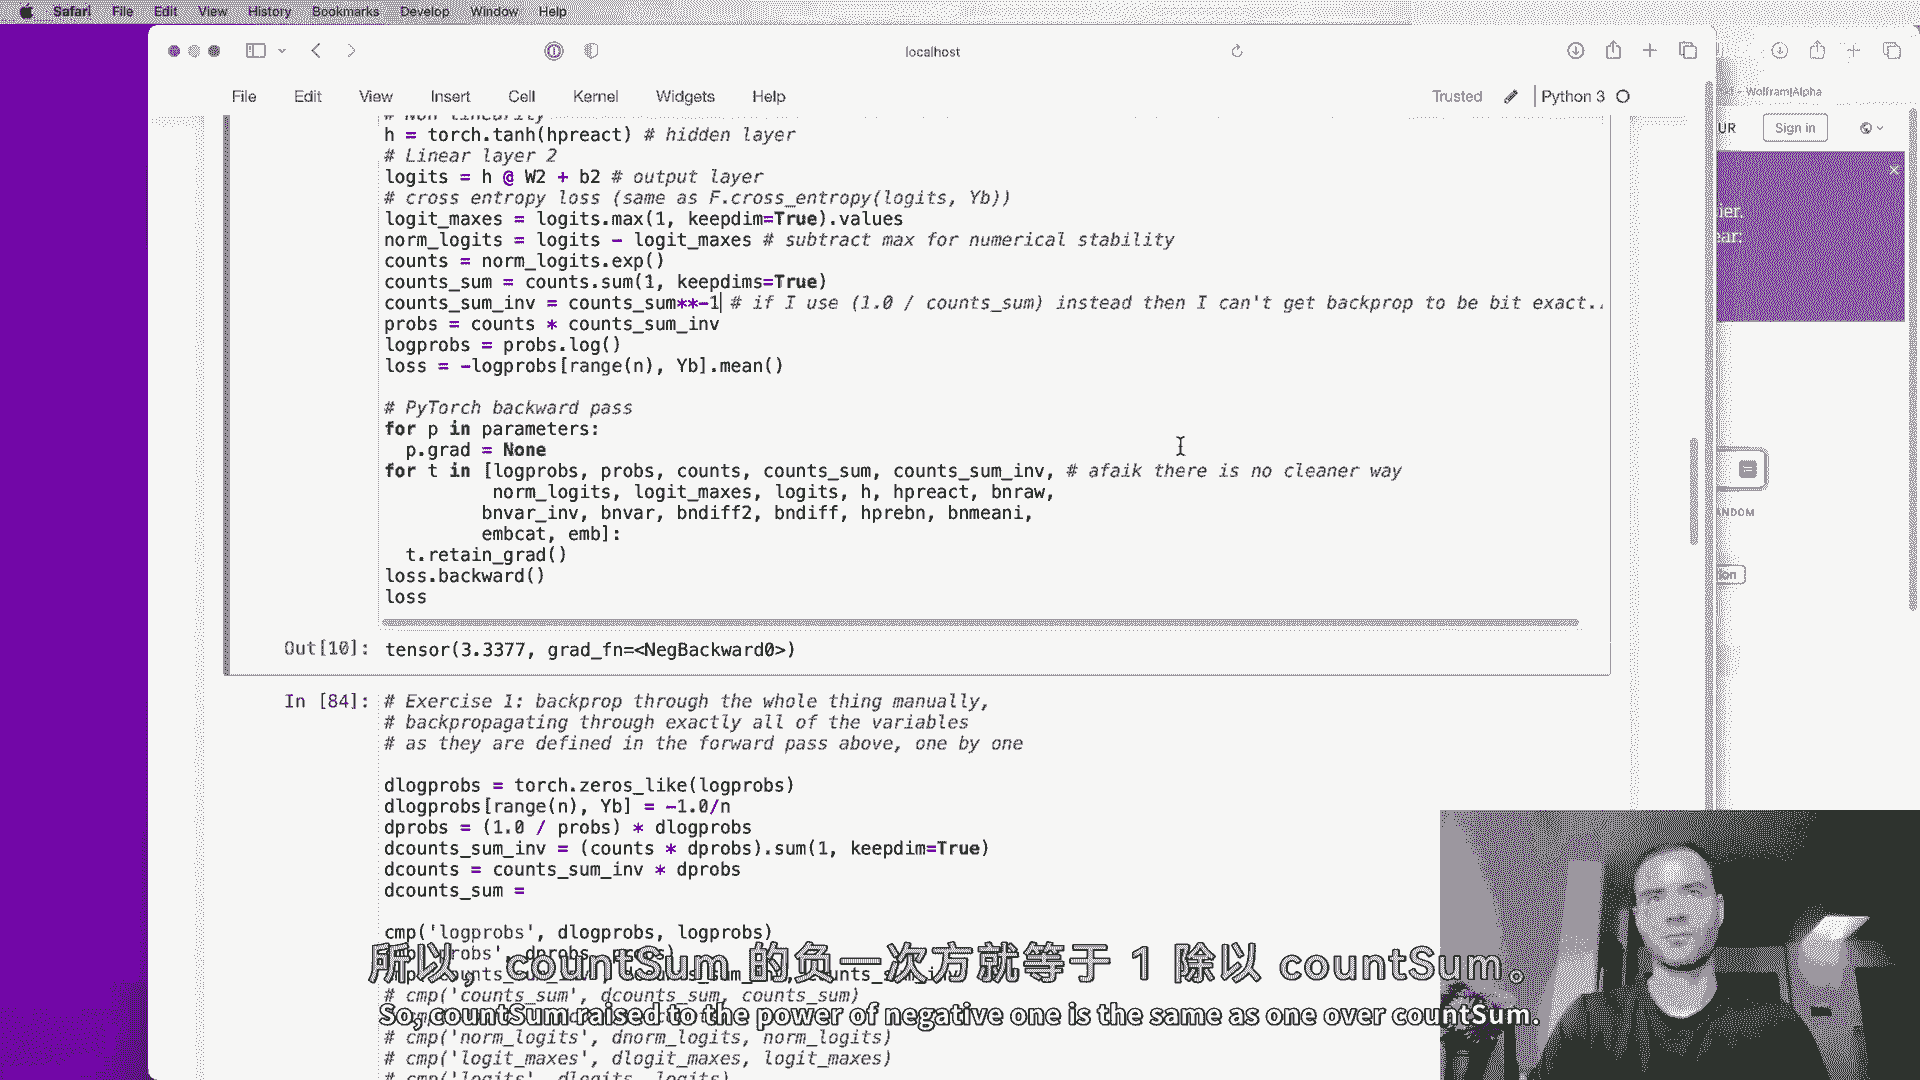 Safari File Edit View History Bookmarks Develop Window Help
localhost
File Edit View Insert Cell Kernel Widgets Help
Trusted Python 3
- Wolfram|Alpha
UR Sign in
# Non linearity
h = torch.tanh(hpreact) # hidden layer
# Linear layer 2
logits = h @ W2 + b2 # output layer
# cross entropy loss (same as F.cross_entropy(logits, Yb))
logit_maxes = logits.max(1, keepdim=True).values
norm_logits = logits - logit_maxes # subtract max for numerical stability
counts = norm_logits.exp()
counts_sum = counts.sum(1, keepdims=True)
counts_sum_inv = counts_sum**-1 # if I use (1.0 / counts_sum) instead then I can't get backprop to be bit exact..
probs = counts * counts_sum_inv
logprobs = probs.log()
loss = -logprobs[range(n), Yb].mean()
# PyTorch backward pass
for p in parameters:
p.grad = None
for t in [logprobs, probs, counts, counts_sum, counts_sum_inv, # afaik there is no cleaner way
norm_logits, logit_maxes, logits, h, hpreact, bnraw,
bnvar_inv, bnvar, bndiff2, bndiff, hprebn, bnmeani,
embcat, emb]:
t.retain_grad()
loss.backward()
loss
Out[10]: tensor(3.3377, grad_fn=<NegBackward0>)
In [84]: # Exercise 1: backprop through the whole thing manually,
# backpropagating through exactly all of the variables
# as they are defined in the forward pass above, one by one
dlogprobs = torch.zeros_like(logprobs)
dlogprobs[range(n), Yb] = -1.0/n
dprobs = (1.0 / probs) * dlogprobs
dcounts_sum_inv = (counts * dprobs).sum(1, keepdim=True)
dcounts = counts_sum_inv * dprobs
dcounts_sum =
cmp('logprobs', dlogprobs, logprobs)
所以，countSum 的负一次方就等于 1 除以 countSum。
# cmp('counts_sum', dcounts_sum, counts_sum)
So, countSum raised to the power of negative one is the same as one over countSum.
# cmp('norm_logits', dnorm_logits, norm_logits)
# cmp('logit_maxes', dlogit_maxes, logit_maxes)
# cmp('logits', dlogits, logits)